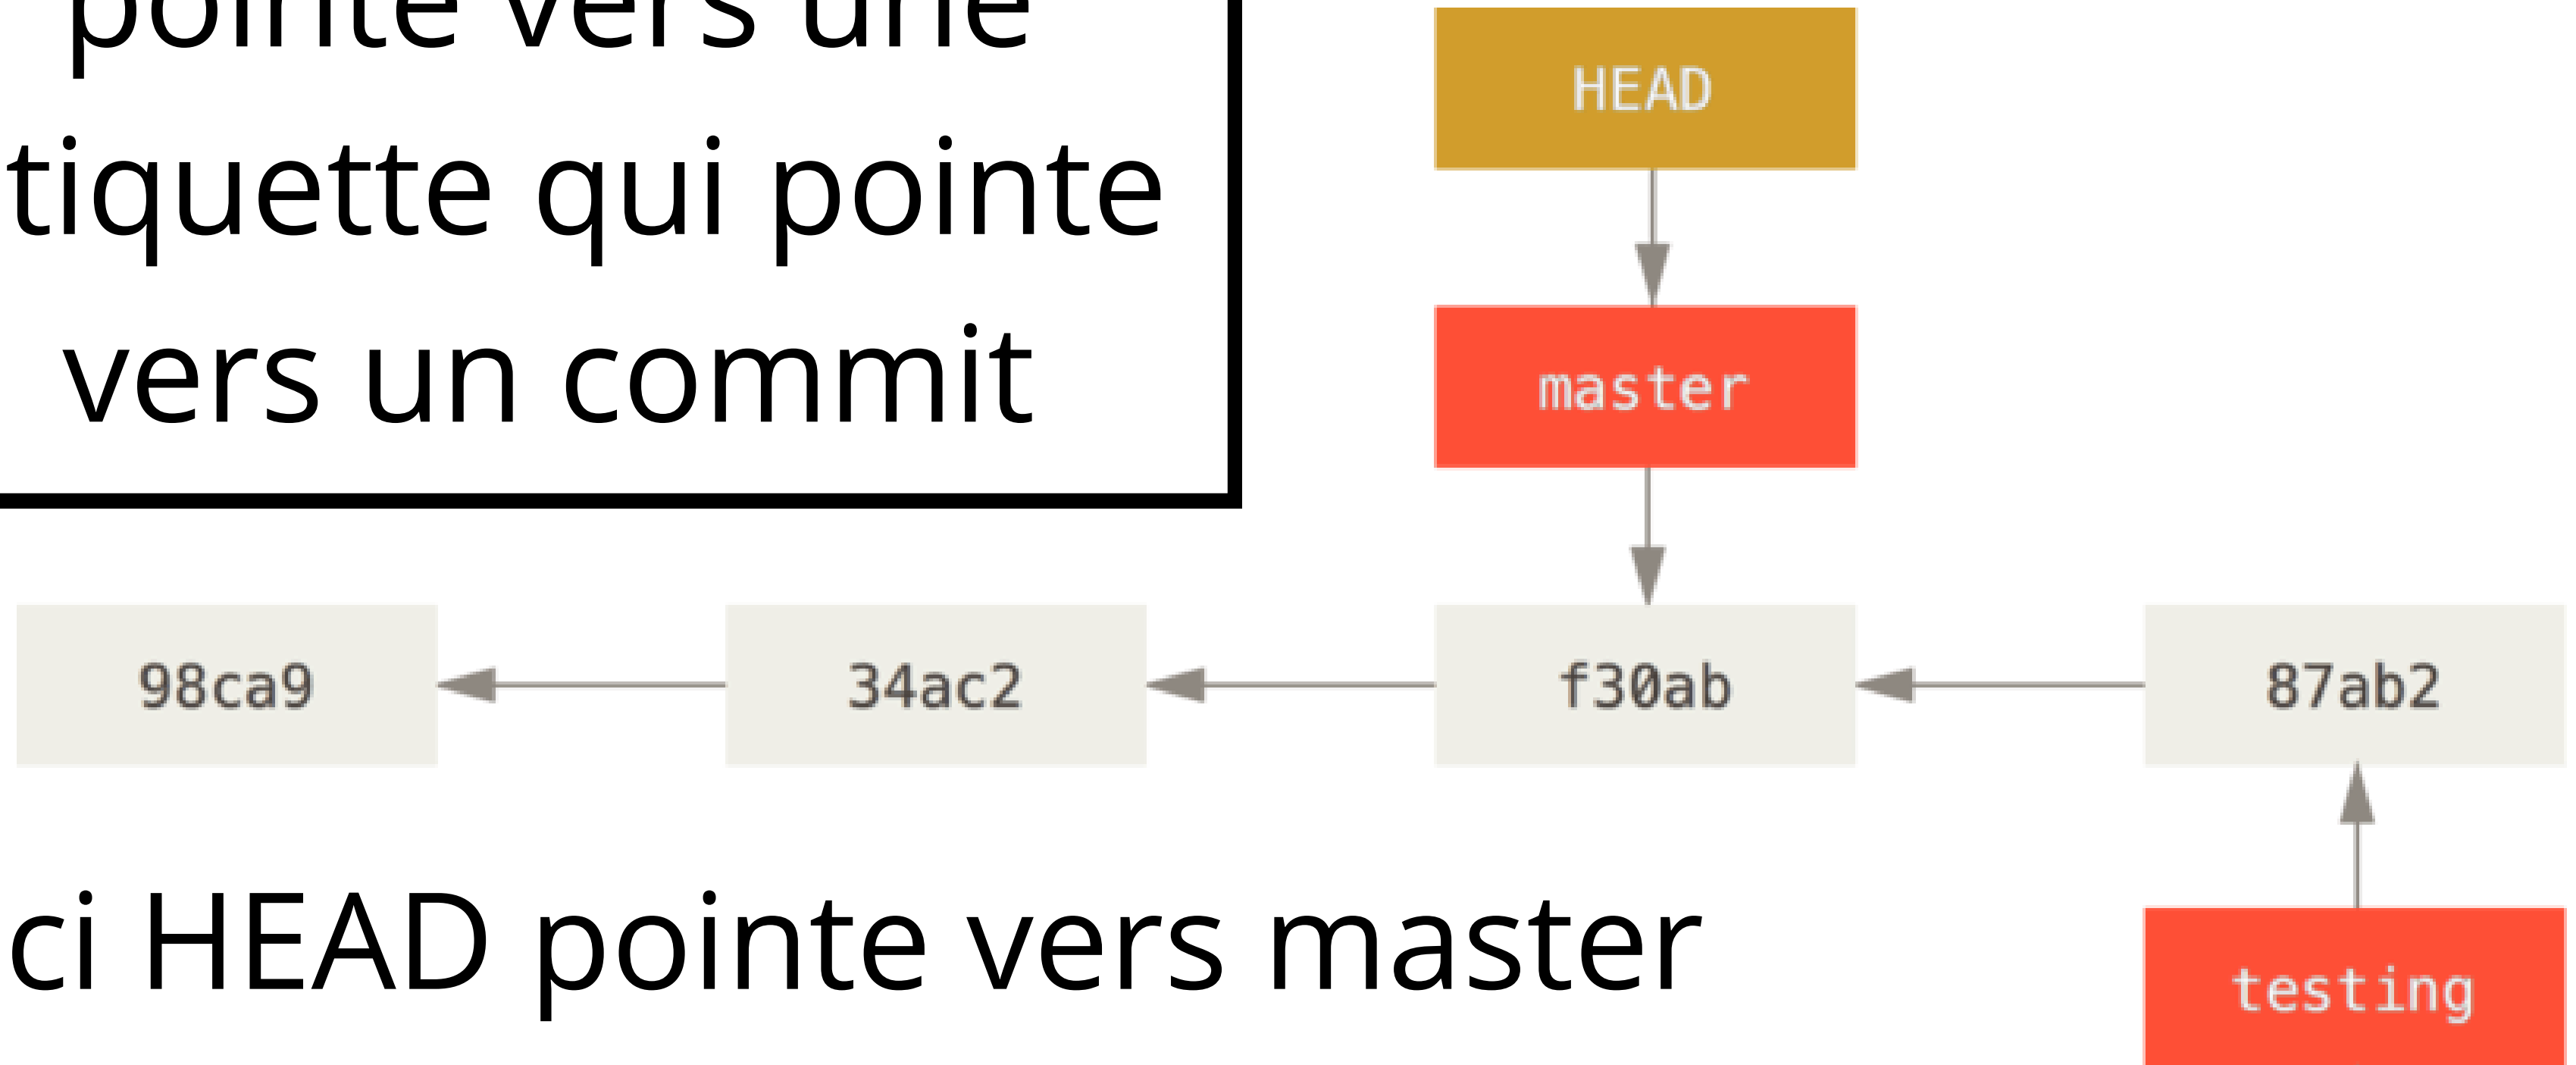 pointe vers une
tiquette qui pointe
vers un commit
HEAD
master
98ca9
34ac2
f30ab
87ab2
ci HEAD pointe vers master
testing